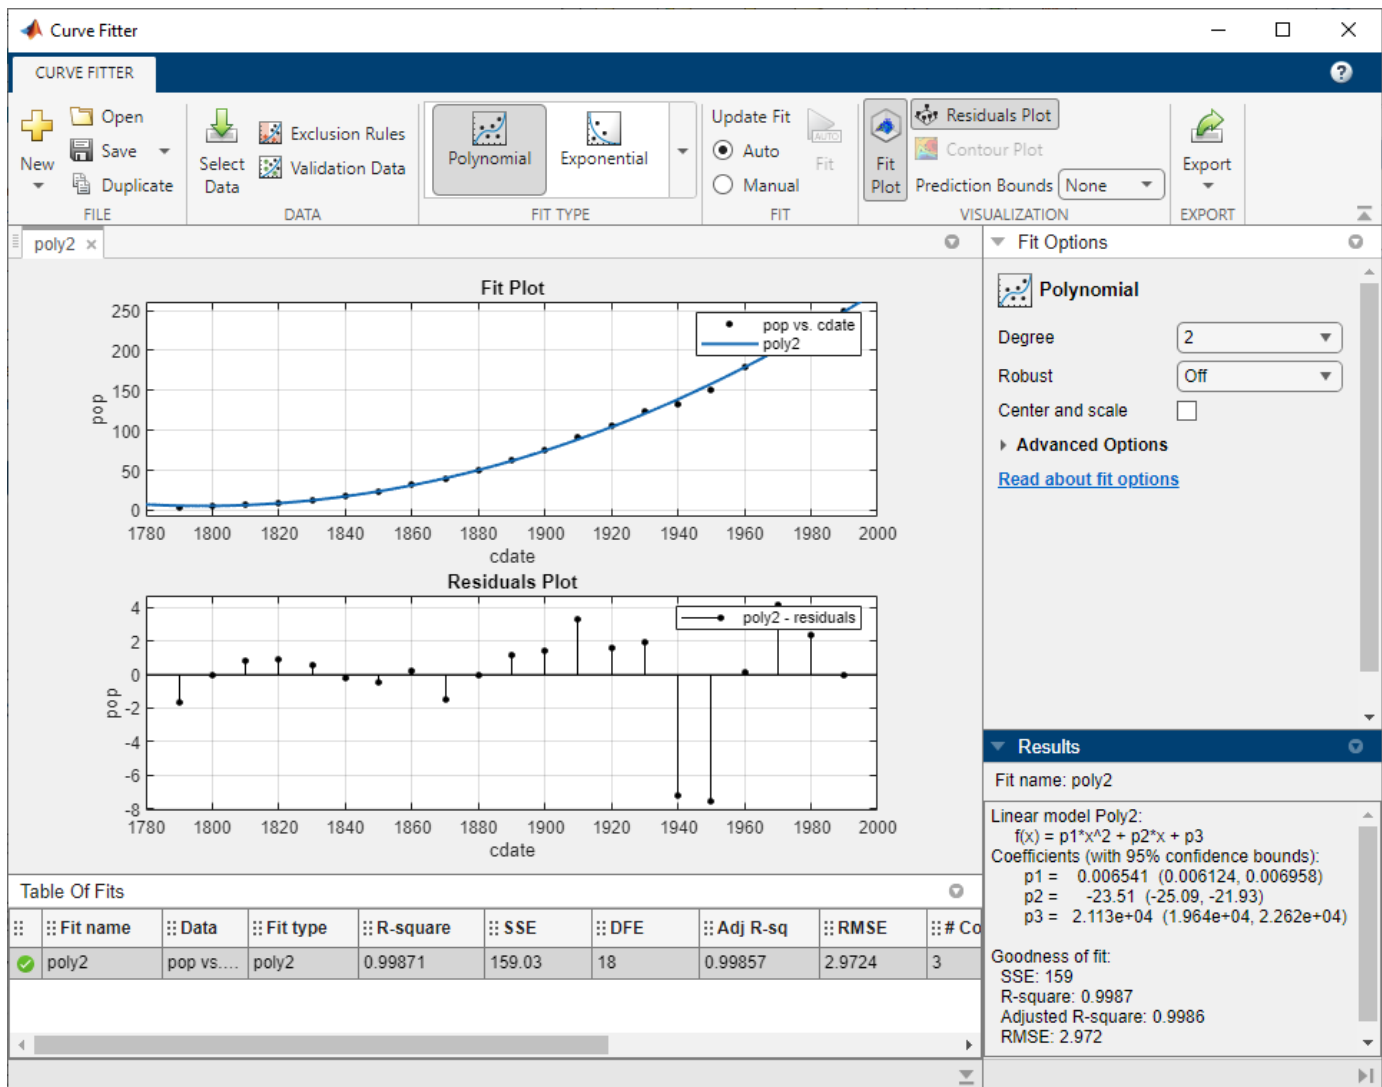 Curve Fitter
CURVE FITTER
New
Open
Save
Duplicate
FILE
Select
Data
Exclusion Rules
Validation Data
DATA
Polynomial
Exponential
FIT TYPE
Update Fit
Auto
Manual
AUTO
Fit
FIT
Fit
Plot
Residuals Plot
Contour Plot
Prediction Bounds None
VISUALIZATION
Export
EXPORT
poly2
Fit Plot
250
200
150
100
50
0
pop
pop vs. cdate
poly2
1780 1800 1820 1840 1860 1880 1900 1920 1940 1960 1980 2000
cdate
Residuals Plot
4
2
0
-2
-4
-6
-8
pop
poly2 - residuals
1780 1800 1820 1840 1860 1880 1900 1920 1940 1960 1980 2000
cdate
Table Of Fits
Fit name Data Fit type R-square SSE DFE Adj R-sq RMSE # Co
poly2 pop vs.... poly2 0.99871 159.03 18 0.99857 2.9724 3
Fit Options
Polynomial
Degree 2
Robust Off
Center and scale
Advanced Options
Read about fit options
Results
Fit name: poly2
Linear model Poly2:
f(x) = p1*x^2 + p2*x + p3
Coefficients (with 95% confidence bounds):
p1 = 0.006541 (0.006124, 0.006958)
p2 = -23.51 (-25.09, -21.93)
p3 = 2.113e+04 (1.964e+04, 2.262e+04)
Goodness of fit:
SSE: 159
R-square: 0.9987
Adjusted R-square: 0.9986
RMSE: 2.972